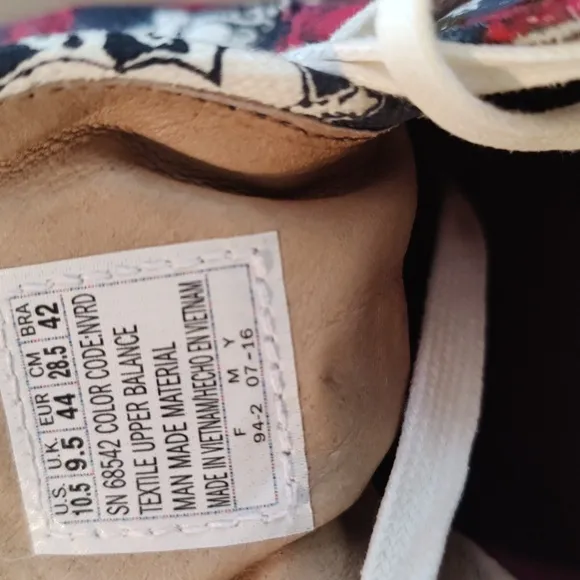 U.S. U.K. EUR CM BRA
10.5 9.5 44 28.5 42
SN 68542 COLOR CODE:NVRD
TEXTILE UPPER BALANCE
MAN MADE MATERIAL
MADE IN VIETNAM/HECHO EN VIETNAM
F M Y
94-2 07-16